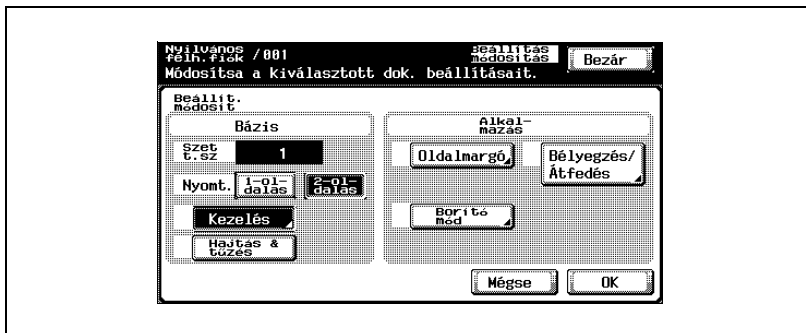 Nyilvános
félh.fiók /001
Beállítás
módosítás
Bezár
Módosítsa a kiválasztott dok. beállításait.
Beállít.
módosít
Bázis
Szet
t.sz 1
Nyomt. 1-ol-
dalas 2-ol-
dalas
Kezelés
Hajtás &
tűzés
Alkal-
mazás
Oldalmargó
Bélyegzés/
Átfedés
Borító
mód
Mégse
OK